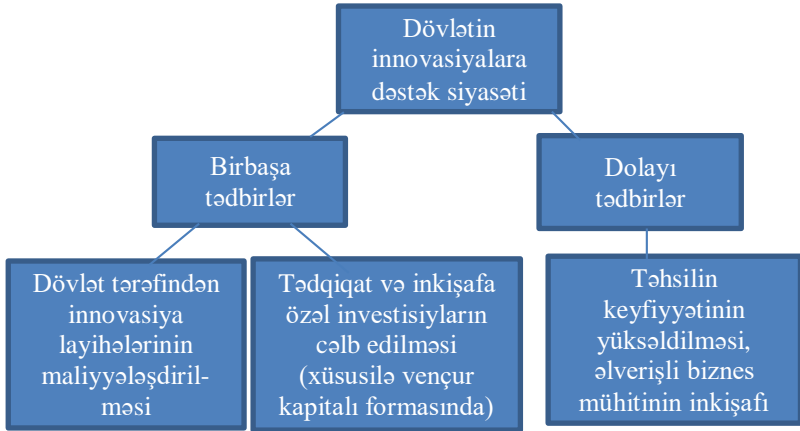 Dövlətin
innovasiyalara
dəstək siyasəti
Birbaşa
tədbirlər
Dolayı
tədbirlər
Dövlət tərəfindən
innovasiya
layihələrinin
maliyyələşdiril-
məsi
Tədqiqat və inkişafa
özəl investisiyların
cəlb edilməsi
(xüsusilə vençur
kapitalı formasında)
Təhsilin
keyfiyyətinin
yüksəldilməsi,
əlverişli biznes
mühitinin inkişafı